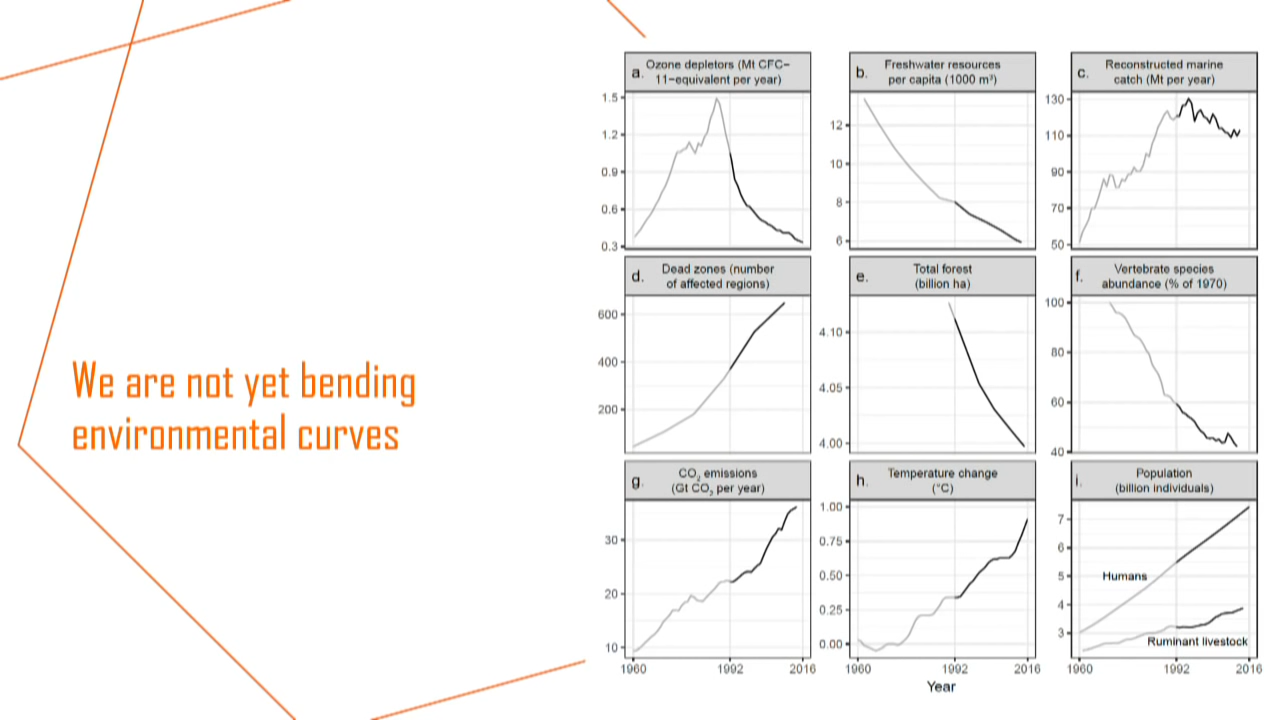 We are not yet bending
environmental curves
a. Ozone depletors (Mt CFC−
11−equivalent per year)
1.5
1.2
0.9
0.6
0.3
b. Freshwater resources
per capita (1000 m³)
12
10
8
6
c. Reconstructed marine
catch (Mt per year)
130
110
90
70
50
d. Dead zones (number
of affected regions)
600
400
200
e. Total forest
(billion ha)
4.10
4.05
4.00
f. Vertebrate species
abundance (% of 1970)
100
80
60
40
g. CO₂ emissions
(Gt CO₂ per year)
30
20
10
1960 1992 2016
h. Temperature change
(°C)
1.00
0.75
0.50
0.25
0.00
1960 1992 2016
Year
i. Population
(billion individuals)
7
6
5
4
3
Humans
Ruminant livestock
1960 1992 2016